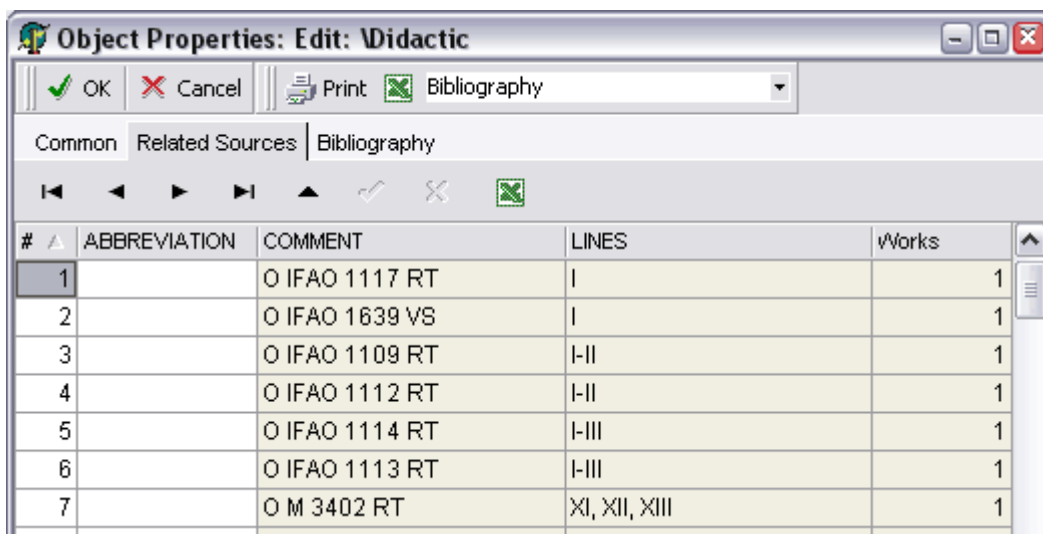 Object Properties: Edit: \Didactic
OK Cancel Print Bibliography
Common Related Sources Bibliography
# ABBREVIATION COMMENT LINES Works
1 O IFAO 1117 RT I 1
2 O IFAO 1639 VS I 1
3 O IFAO 1109 RT I-II 1
4 O IFAO 1112 RT I-II 1
5 O IFAO 1114 RT I-III 1
6 O IFAO 1113 RT I-III 1
7 O M 3402 RT XI, XII, XIII 1